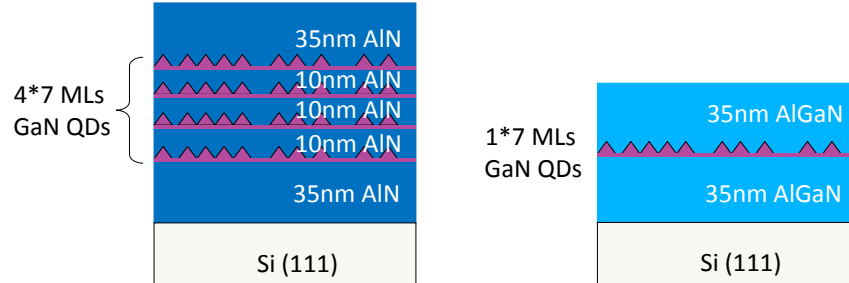 35nm AlN
10nm AlN
10nm AlN
10nm AlN
35nm AlN
4*7 MLs
GaN QDs
Si (111)
35nm AlGaN
1*7 MLs
GaN QDs
35nm AlGaN
Si (111)